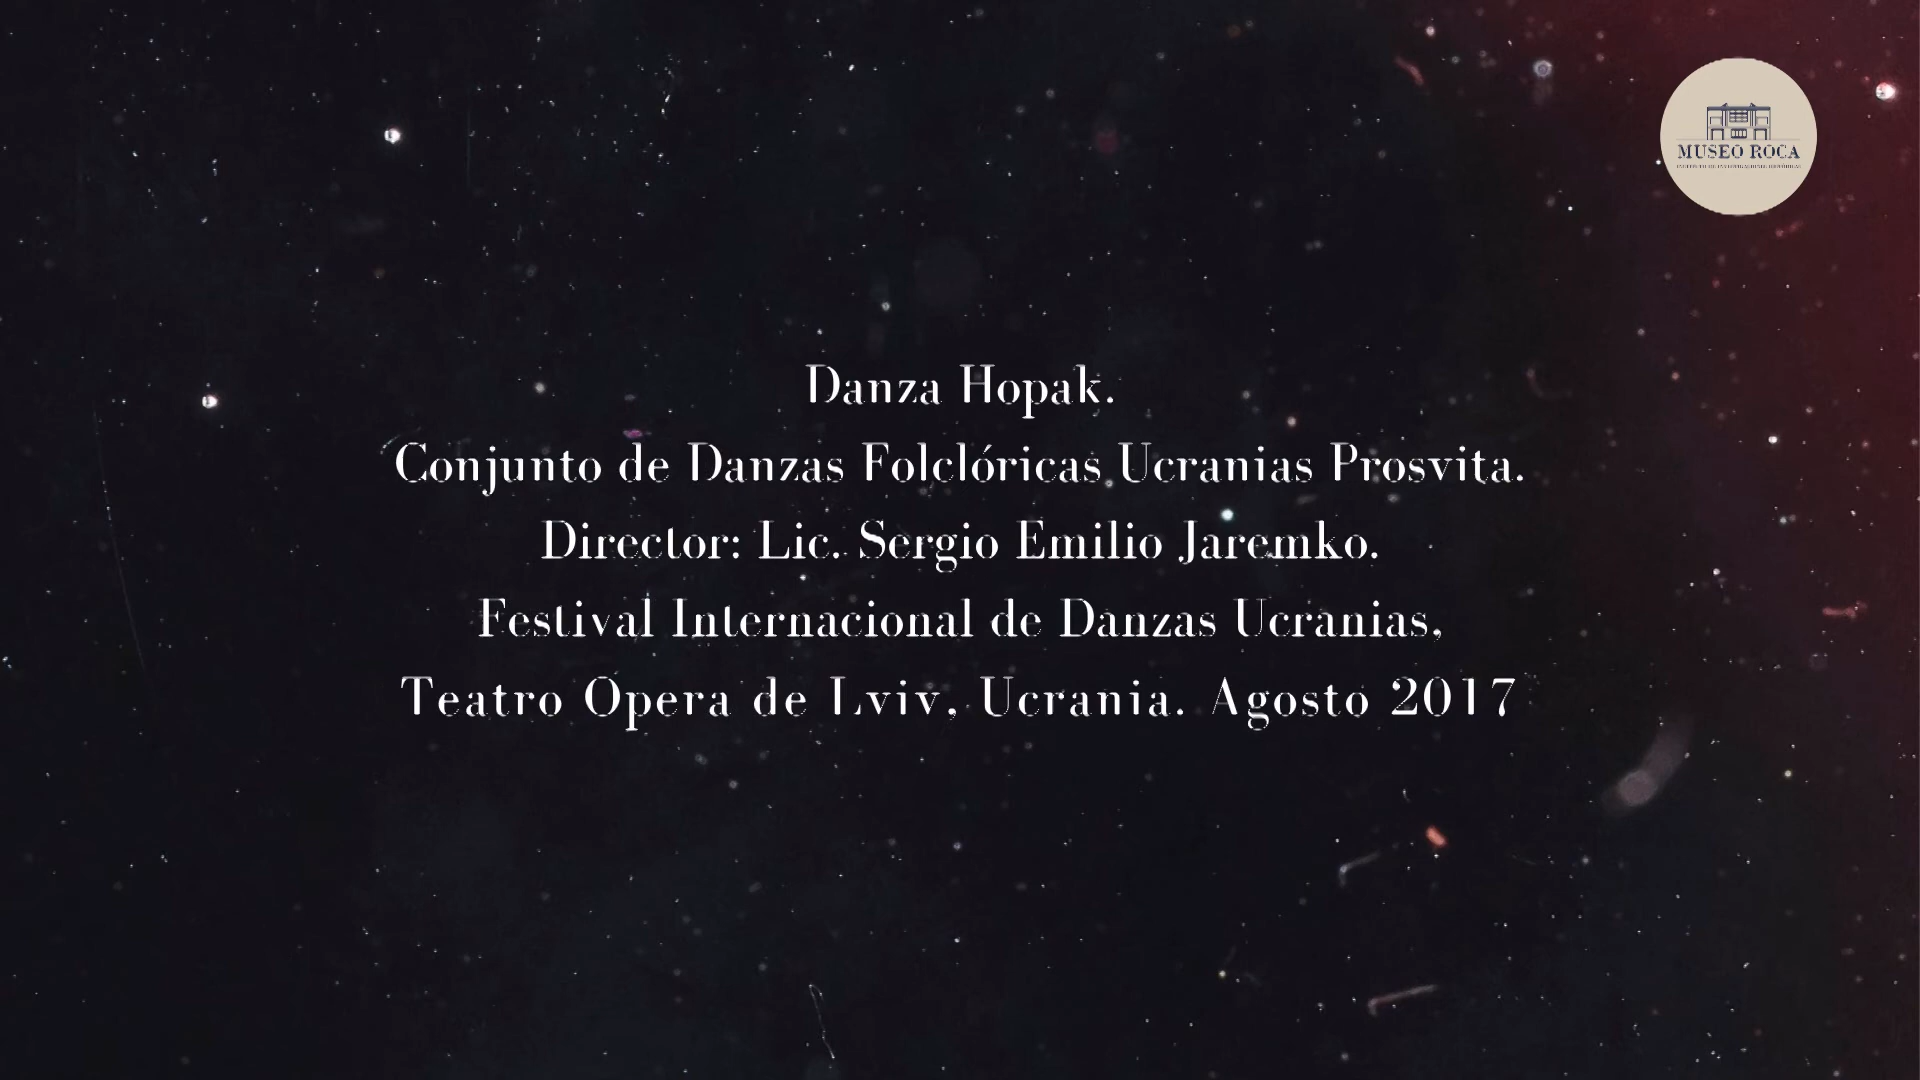 MUSEO ROCA
Danza Hopak.
Conjunto de Danzas Folclóricas Ucranias Prosvita.
Director: Lic. Sergio Emilio Jaremko.
Festival Internacional de Danzas Ucranias,
Teatro Opera de Lviv, Ucrania. Agosto 2017